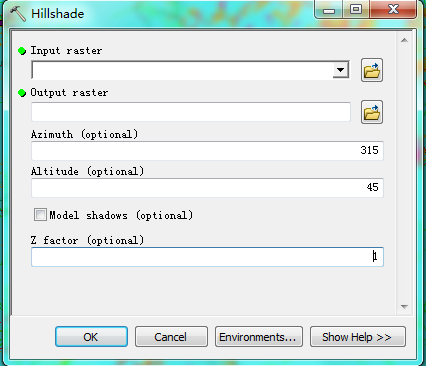 Hillshade
Input raster
Output raster
Azimuth (optional)
315
Altitude (optional)
45
Model shadows (optional)
Z factor (optional)
1
OK
Cancel
Environments...
Show Help >>